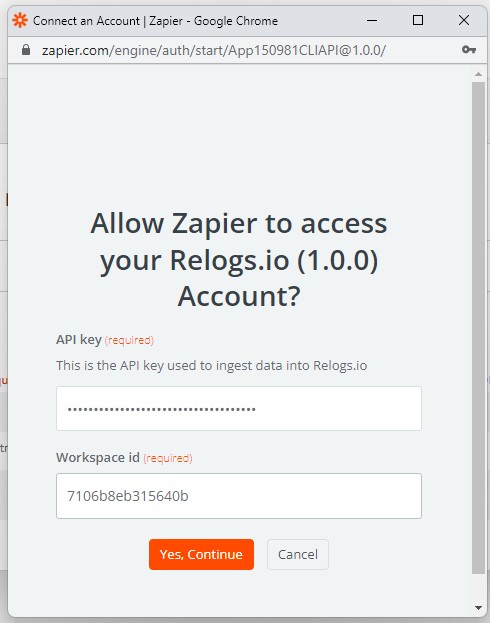 Connect an Account | Zapier - Google Chrome
zapier.com/engine/auth/start/App150981CLIAPI@1.0.0/
Allow Zapier to access
your Relogs.io (1.0.0)
Account?
API key (required)
This is the API key used to ingest data into Relogs.io
••••••••••••••••••••••••••••••••••••
Workspace id (required)
7106b8eb315640b
Yes, Continue
Cancel